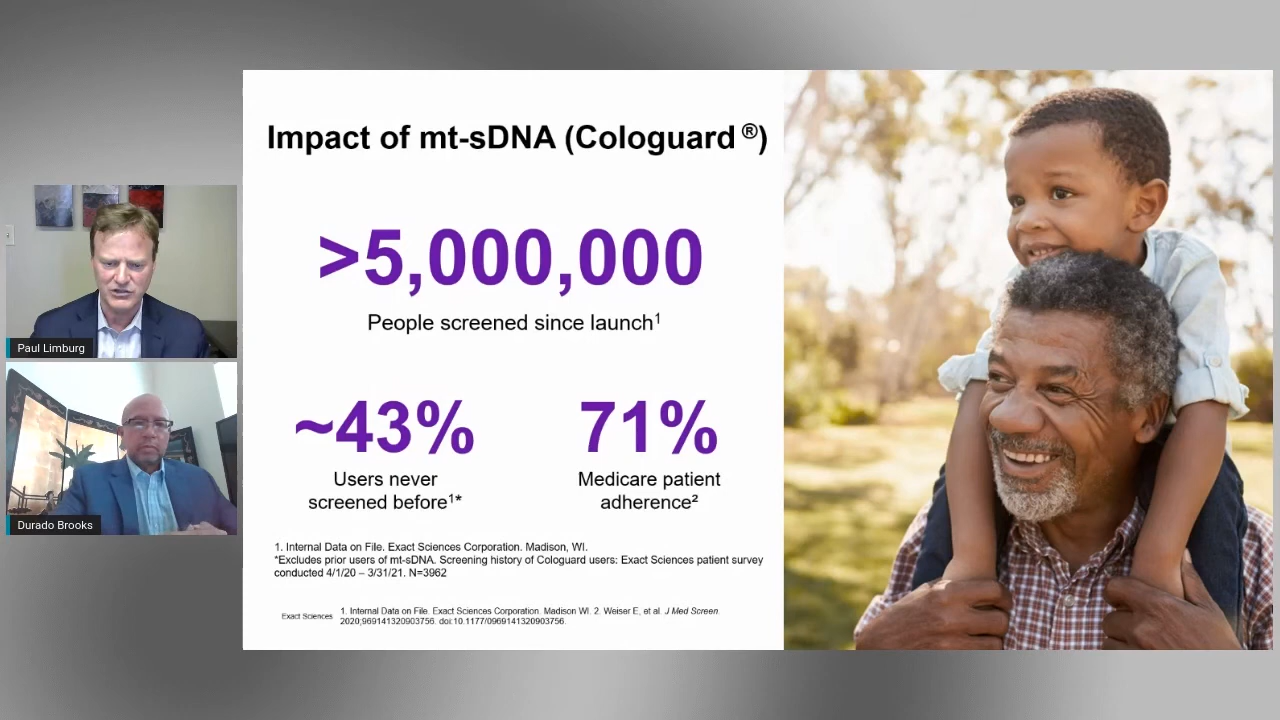 Impact of mt-sDNA (Cologuard ®)
>5,000,000
People screened since launch¹
~43%
Users never
screened before¹*
71%
Medicare patient
adherence²
1. Internal Data on File. Exact Sciences Corporation. Madison, WI.
*Excludes prior users of mt-sDNA. Screening history of Cologuard users: Exact Sciences patient survey
conducted 4/1/20 – 3/31/21. N=3962
Exact Sciences
1. Internal Data on File. Exact Sciences Corporation. Madison WI. 2. Weiser E, et al. J Med Screen.
2020;969141320903756. doi:10.1177/0969141320903756.
Paul Limburg
Durado Brooks